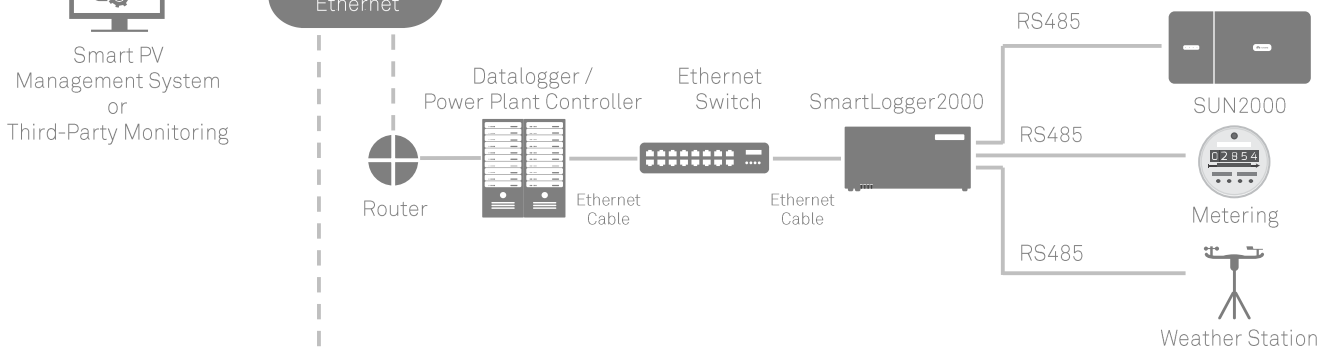 Ethernet
Smart PV
Management System
or
Third-Party Monitoring
Datalogger /
Power Plant Controller
Ethernet
Switch
SmartLogger2000
RS485
SUN2000
RS485
02854
Metering
RS485
Weather Station
Router
Ethernet
Cable
Ethernet
Cable